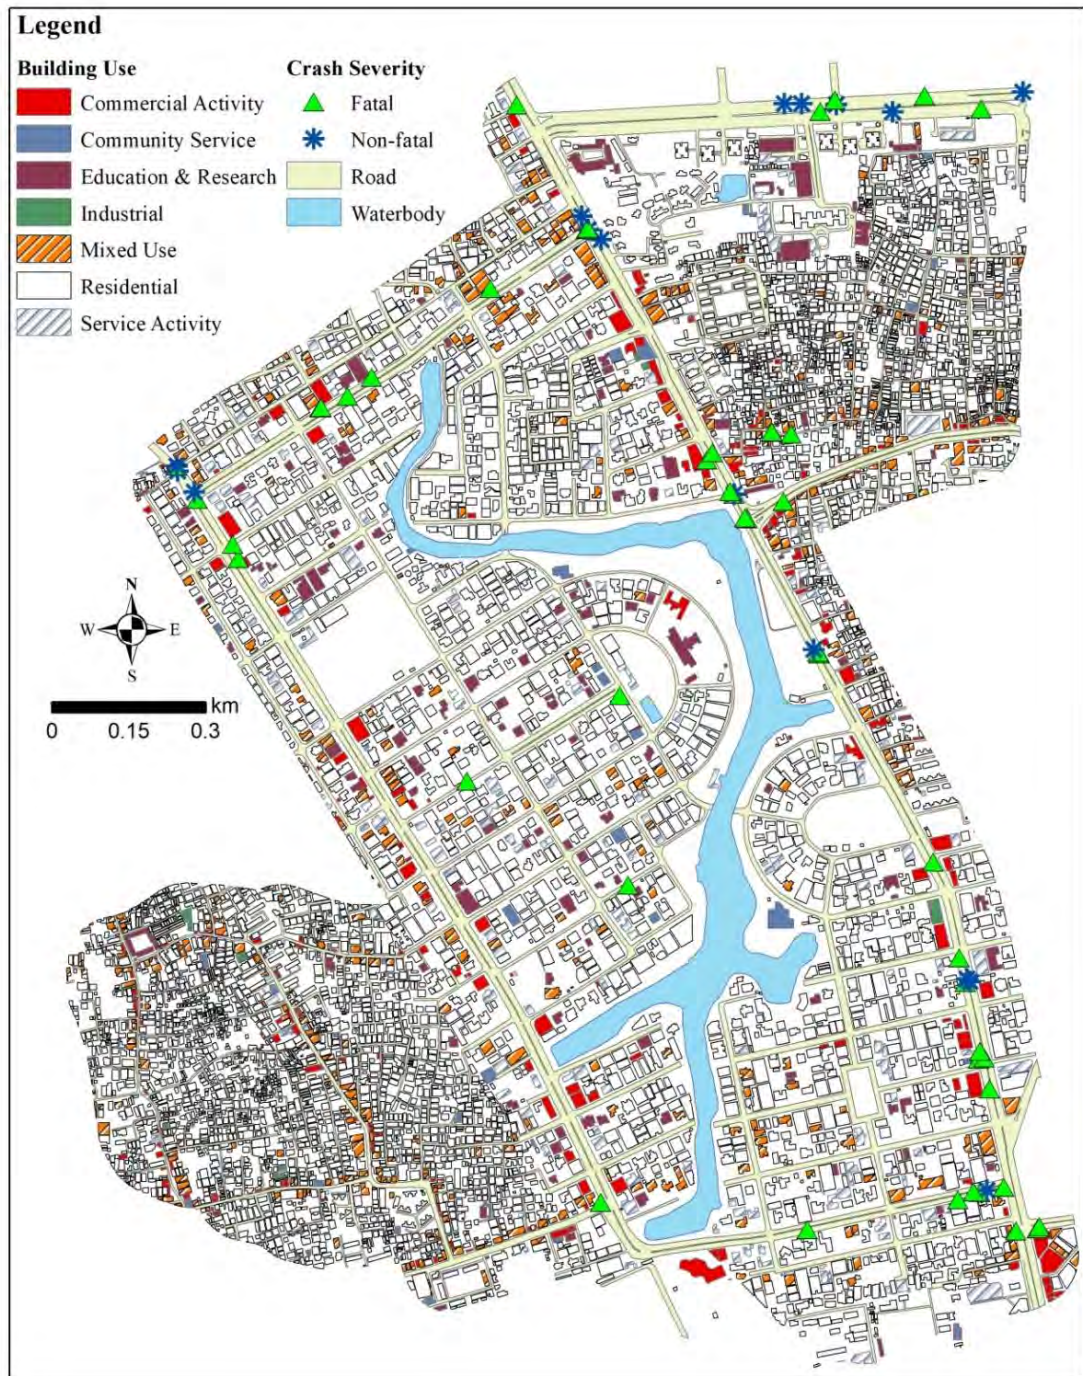 Legend
Building Use
Commercial Activity
Community Service
Education & Research
Industrial
Mixed Use
Residential
Service Activity
Crash Severity
Fatal
Non-fatal
Road
Waterbody
N
W E
S
km
0 0.15 0.3